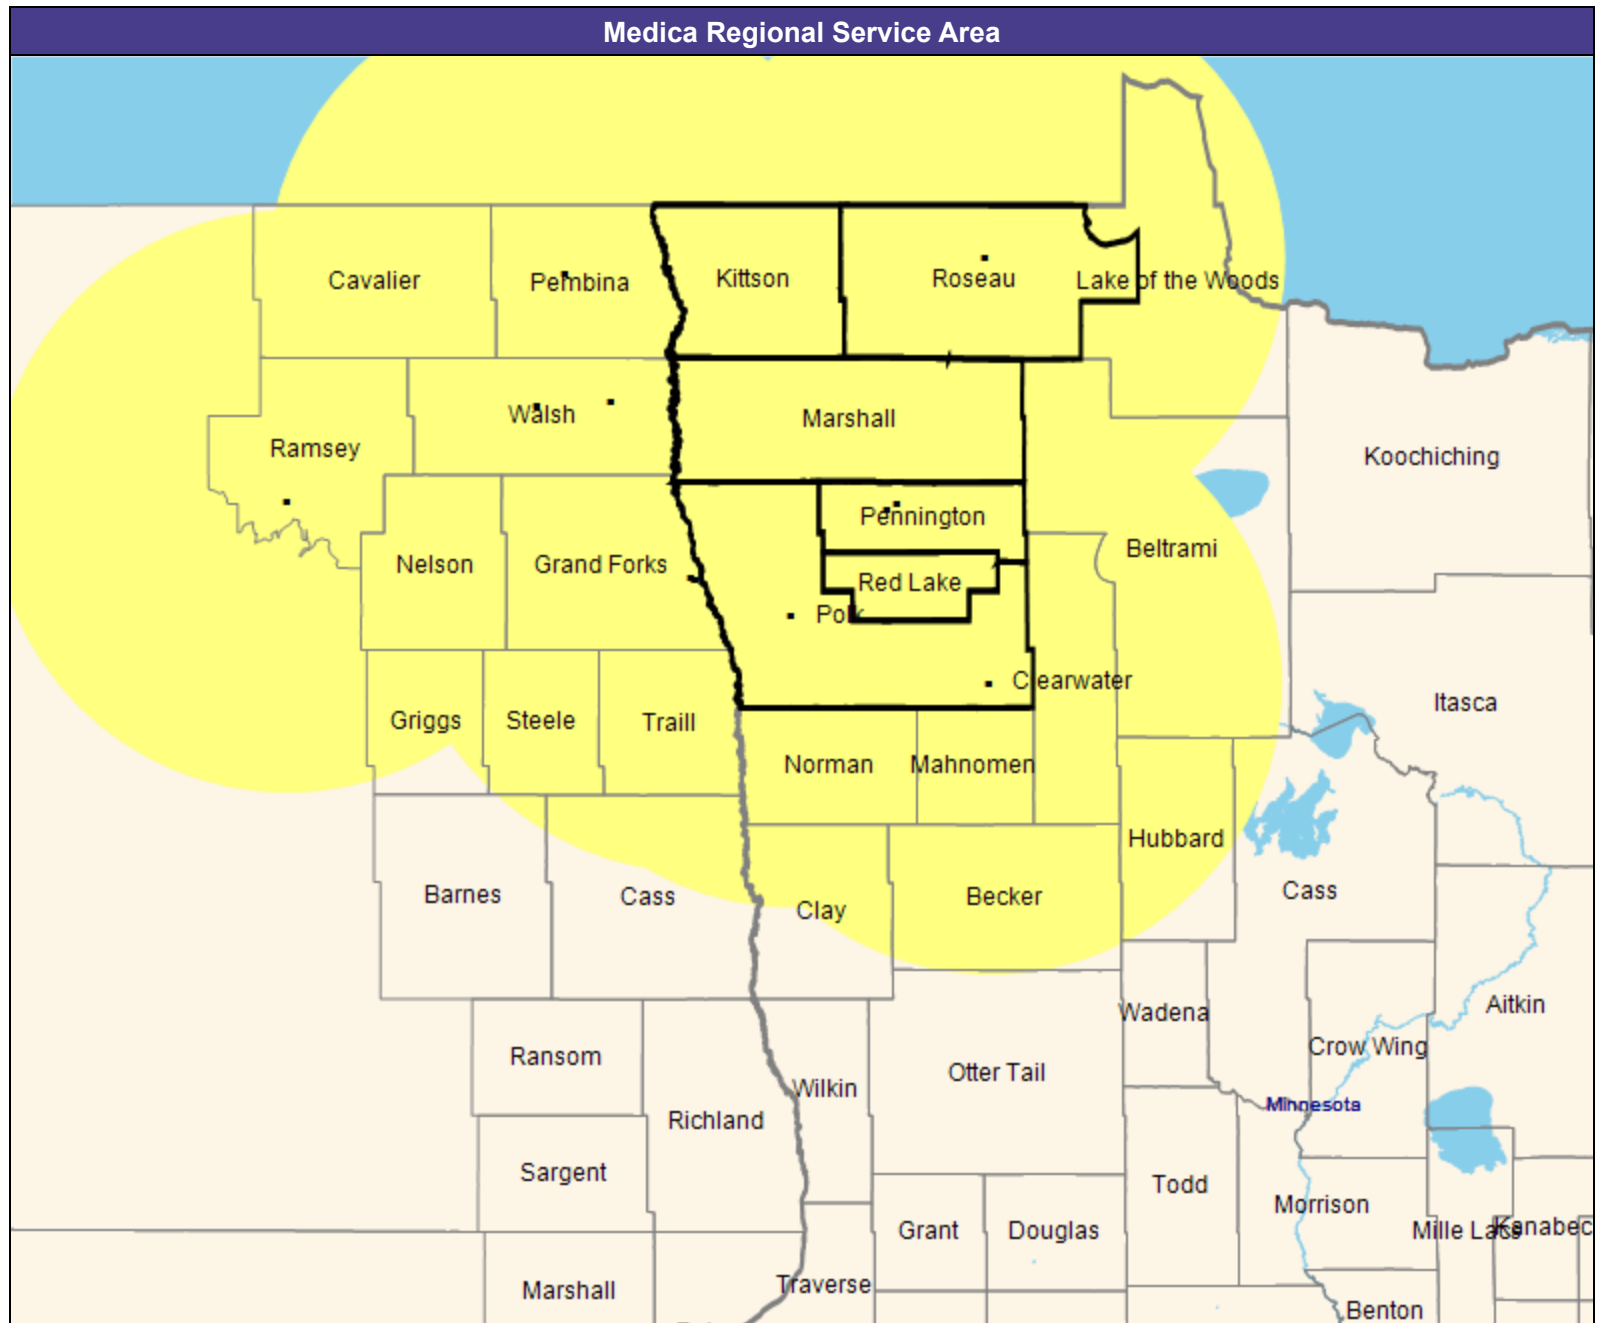 Medica Regional Service Area
Cavalier
Pembina
Kittson
Roseau
Lake of the Woods
Walsh
Marshall
Ramsey
Koochiching
Pennington
Beltrami
Nelson
Grand Forks
Red Lake
Polk
Clearwater
Itasca
Griggs
Steele
Traill
Norman
Mahnomen
Hubbard
Barnes
Cass
Clay
Becker
Cass
Wadena
Aitkin
Ransom
Crow Wing
Otter Tail
Wilkin
Minnesota
Richland
Sargent
Todd
Morrison
Grant
Douglas
Mille Lacs
Kanabec
Marshall
Traverse
Benton